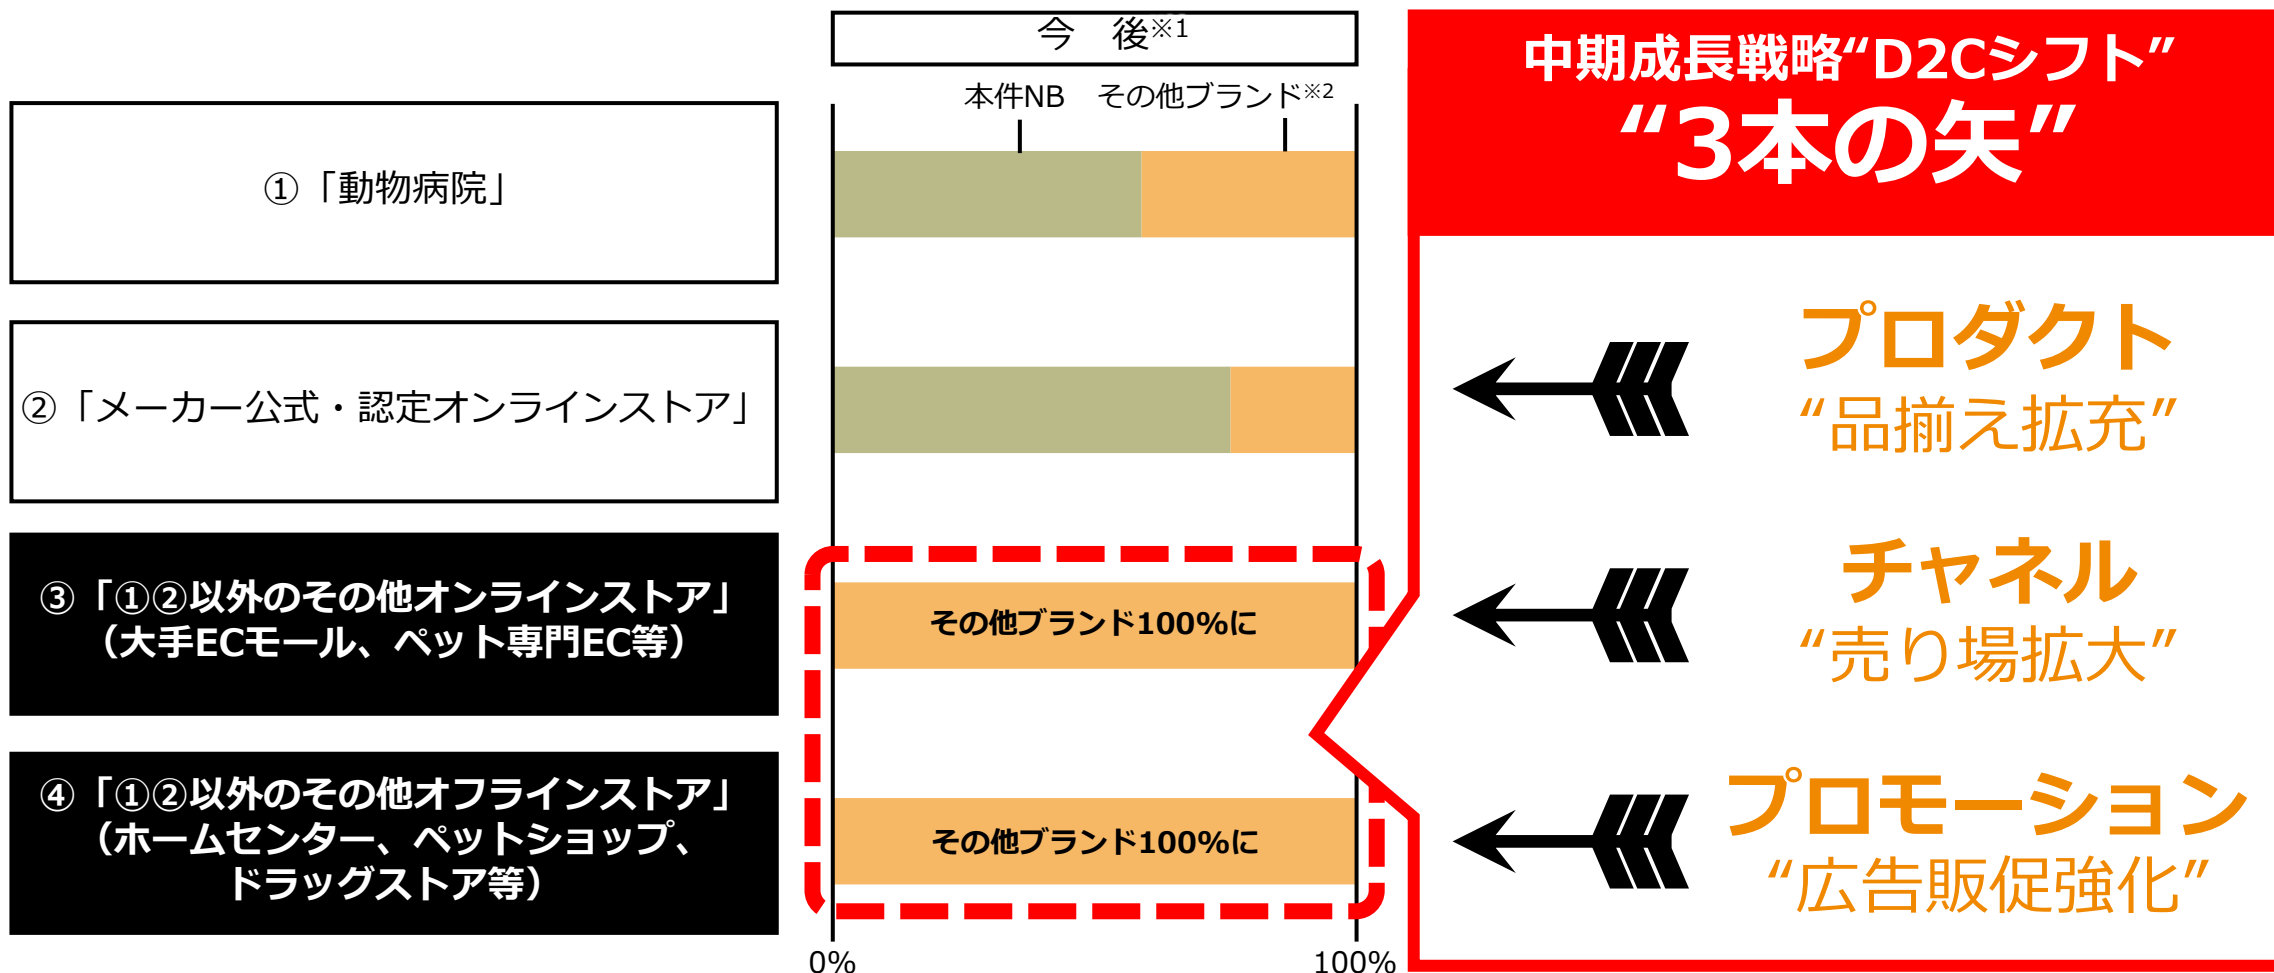 今　後※1
本件NB　その他ブランド※2
①「動物病院」
②「メーカー公式・認定オンラインストア」
③「①②以外のその他オンラインストア」
（大手ECモール、ペット専門EC等）
その他ブランド100%に
④「①②以外のその他オフラインストア」
（ホームセンター、ペットショップ、
ドラッグストア等）
その他ブランド100%に
0%
100%
中期成長戦略“D2Cシフト”
“3本の矢”
プロダクト
“品揃え拡充”
チャネル
“売り場拡大”
プロモーション
“広告販促強化”